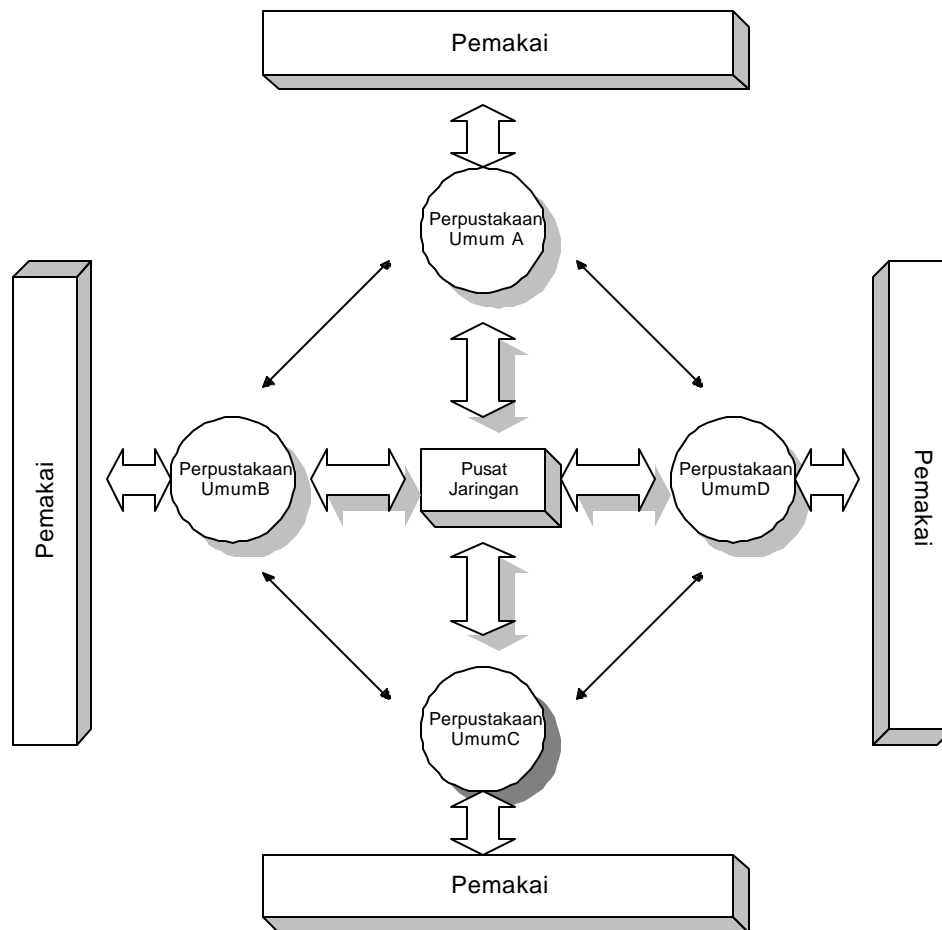 Pemakai
Perpustakaan
Umum A
Pemakai
Perpustakaan
UmumB
Pusat
Jaringan
Perpustakaan
UmumD
Pemakai
Perpustakaan
UmumC
Pemakai